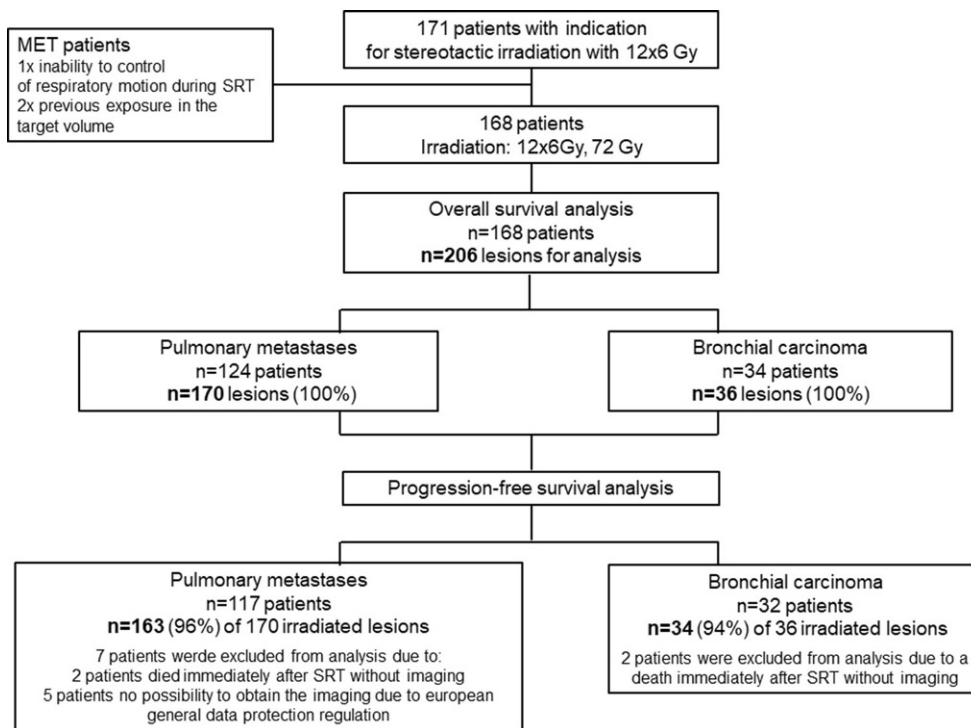 171 patients with indication
for stereotactic irradiation with 12x6 Gy
MET patients
1x inability to control
of respiratory motion during SRT
2x previous exposure in the
target volume
168 patients
Irradiation: 12x6Gy, 72 Gy
Overall survival analysis
n=168 patients
n=206 lesions for analysis
Pulmonary metastases
n=124 patients
n=170 lesions (100%)
Bronchial carcinoma
n=34 patients
n=36 lesions (100%)
Progression-free survival analysis
Pulmonary metastases
n=117 patients
n=163 (96%) of 170 irradiated lesions
7 patients werde excluded from analysis due to:
2 patients died immediately after SRT without imaging
5 patients no possibility to obtain the imaging due to european
general data protection regulation
Bronchial carcinoma
n=32 patients
n=34 (94%) of 36 irradiated lesions
2 patients were excluded from analysis due to a
death immediately after SRT without imaging